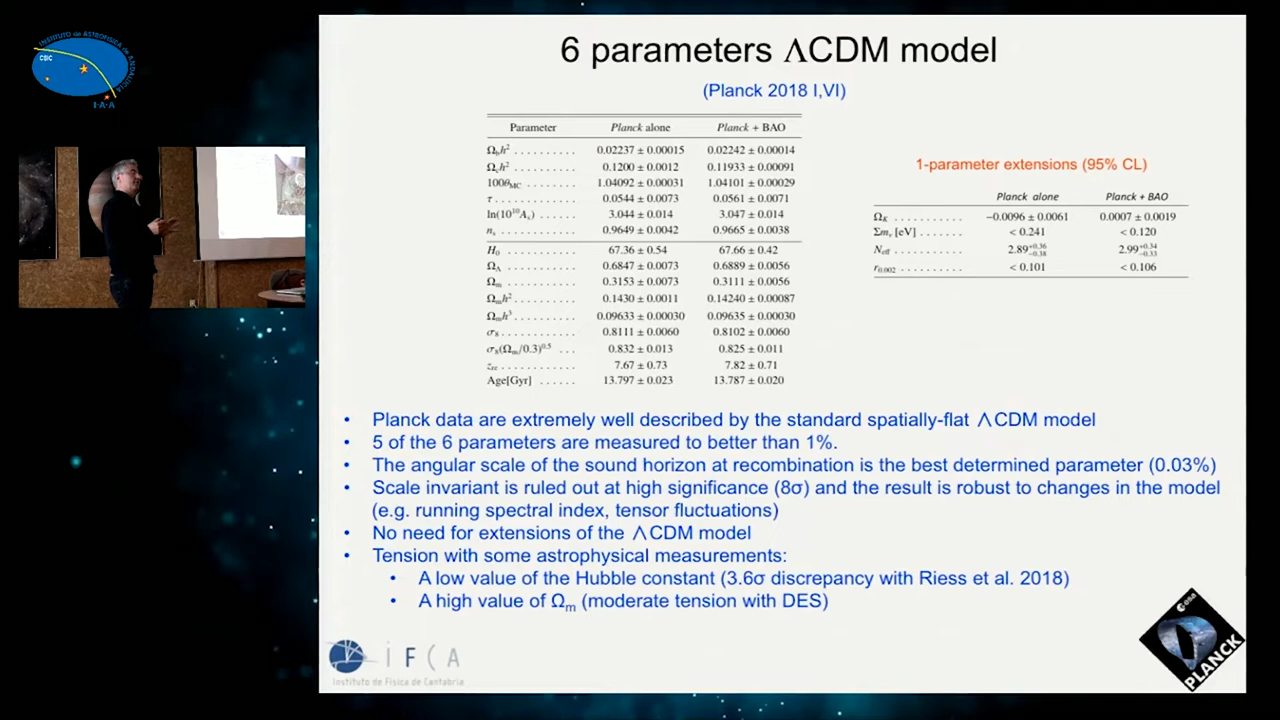 INSTITUTO de ASTROFISICA DE ANDALUCIA
CSIC
I-A-A
6 parameters ΛCDM model
(Planck 2018 I,VI)
Parameter Planck alone Planck + BAO
Ω_b h² . . . . . . . . . . 0.02237 ± 0.00015 0.02242 ± 0.00014
Ω_c h² . . . . . . . . . . 0.1200 ± 0.0012 0.11933 ± 0.00091
100θ_MC . . . . . . . . 1.04092 ± 0.00031 1.04101 ± 0.00029
τ . . . . . . . . . . . . . 0.0544 ± 0.0073 0.0561 ± 0.0071
ln(10¹⁰A_s) . . . . . . 3.044 ± 0.014 3.047 ± 0.014
n_s . . . . . . . . . . . . 0.9649 ± 0.0042 0.9665 ± 0.0038
H₀ . . . . . . . . . . . . 67.36 ± 0.54 67.66 ± 0.42
Ω_Λ . . . . . . . . . . . . 0.6847 ± 0.0073 0.6889 ± 0.0056
Ω_m . . . . . . . . . . . . 0.3153 ± 0.0073 0.3111 ± 0.0056
Ω_m h² . . . . . . . . . . 0.1430 ± 0.0011 0.14240 ± 0.00087
Ω_m h³ . . . . . . . . . . 0.09633 ± 0.00030 0.09635 ± 0.00030
σ₈ . . . . . . . . . . . . 0.8111 ± 0.0060 0.8102 ± 0.0060
σ₈(Ω_m/0.3)^0.5 . . . 0.832 ± 0.013 0.825 ± 0.011
z_re . . . . . . . . . . . . 7.67 ± 0.73 7.82 ± 0.71
Age[Gyr] . . . . . . 13.797 ± 0.023 13.787 ± 0.020
1-parameter extensions (95% CL)
Planck alone Planck + BAO
Ω_K . . . . . . . . . . . −0.0096 ± 0.0061 0.0007 ± 0.0019
Σm_ν [eV] . . . . . . . < 0.241 < 0.120
N_eff . . . . . . . . . . . 2.89^{+0.36}_{−0.38} 2.99^{+0.34}_{−0.33}
r_0.002 . . . . . . . . . . < 0.101 < 0.106
• Planck data are extremely well described by the standard spatially-flat ΛCDM model
• 5 of the 6 parameters are measured to better than 1%.
• The angular scale of the sound horizon at recombination is the best determined parameter (0.03%)
• Scale invariant is ruled out at high significance (8σ) and the result is robust to changes in the model
(e.g. running spectral index, tensor fluctuations)
• No need for extensions of the ΛCDM model
• Tension with some astrophysical measurements:
• A low value of the Hubble constant (3.6σ discrepancy with Riess et al. 2018)
• A high value of Ω_m (moderate tension with DES)
IFCA
Instituto de Física de Cantabria
esa
PLANCK